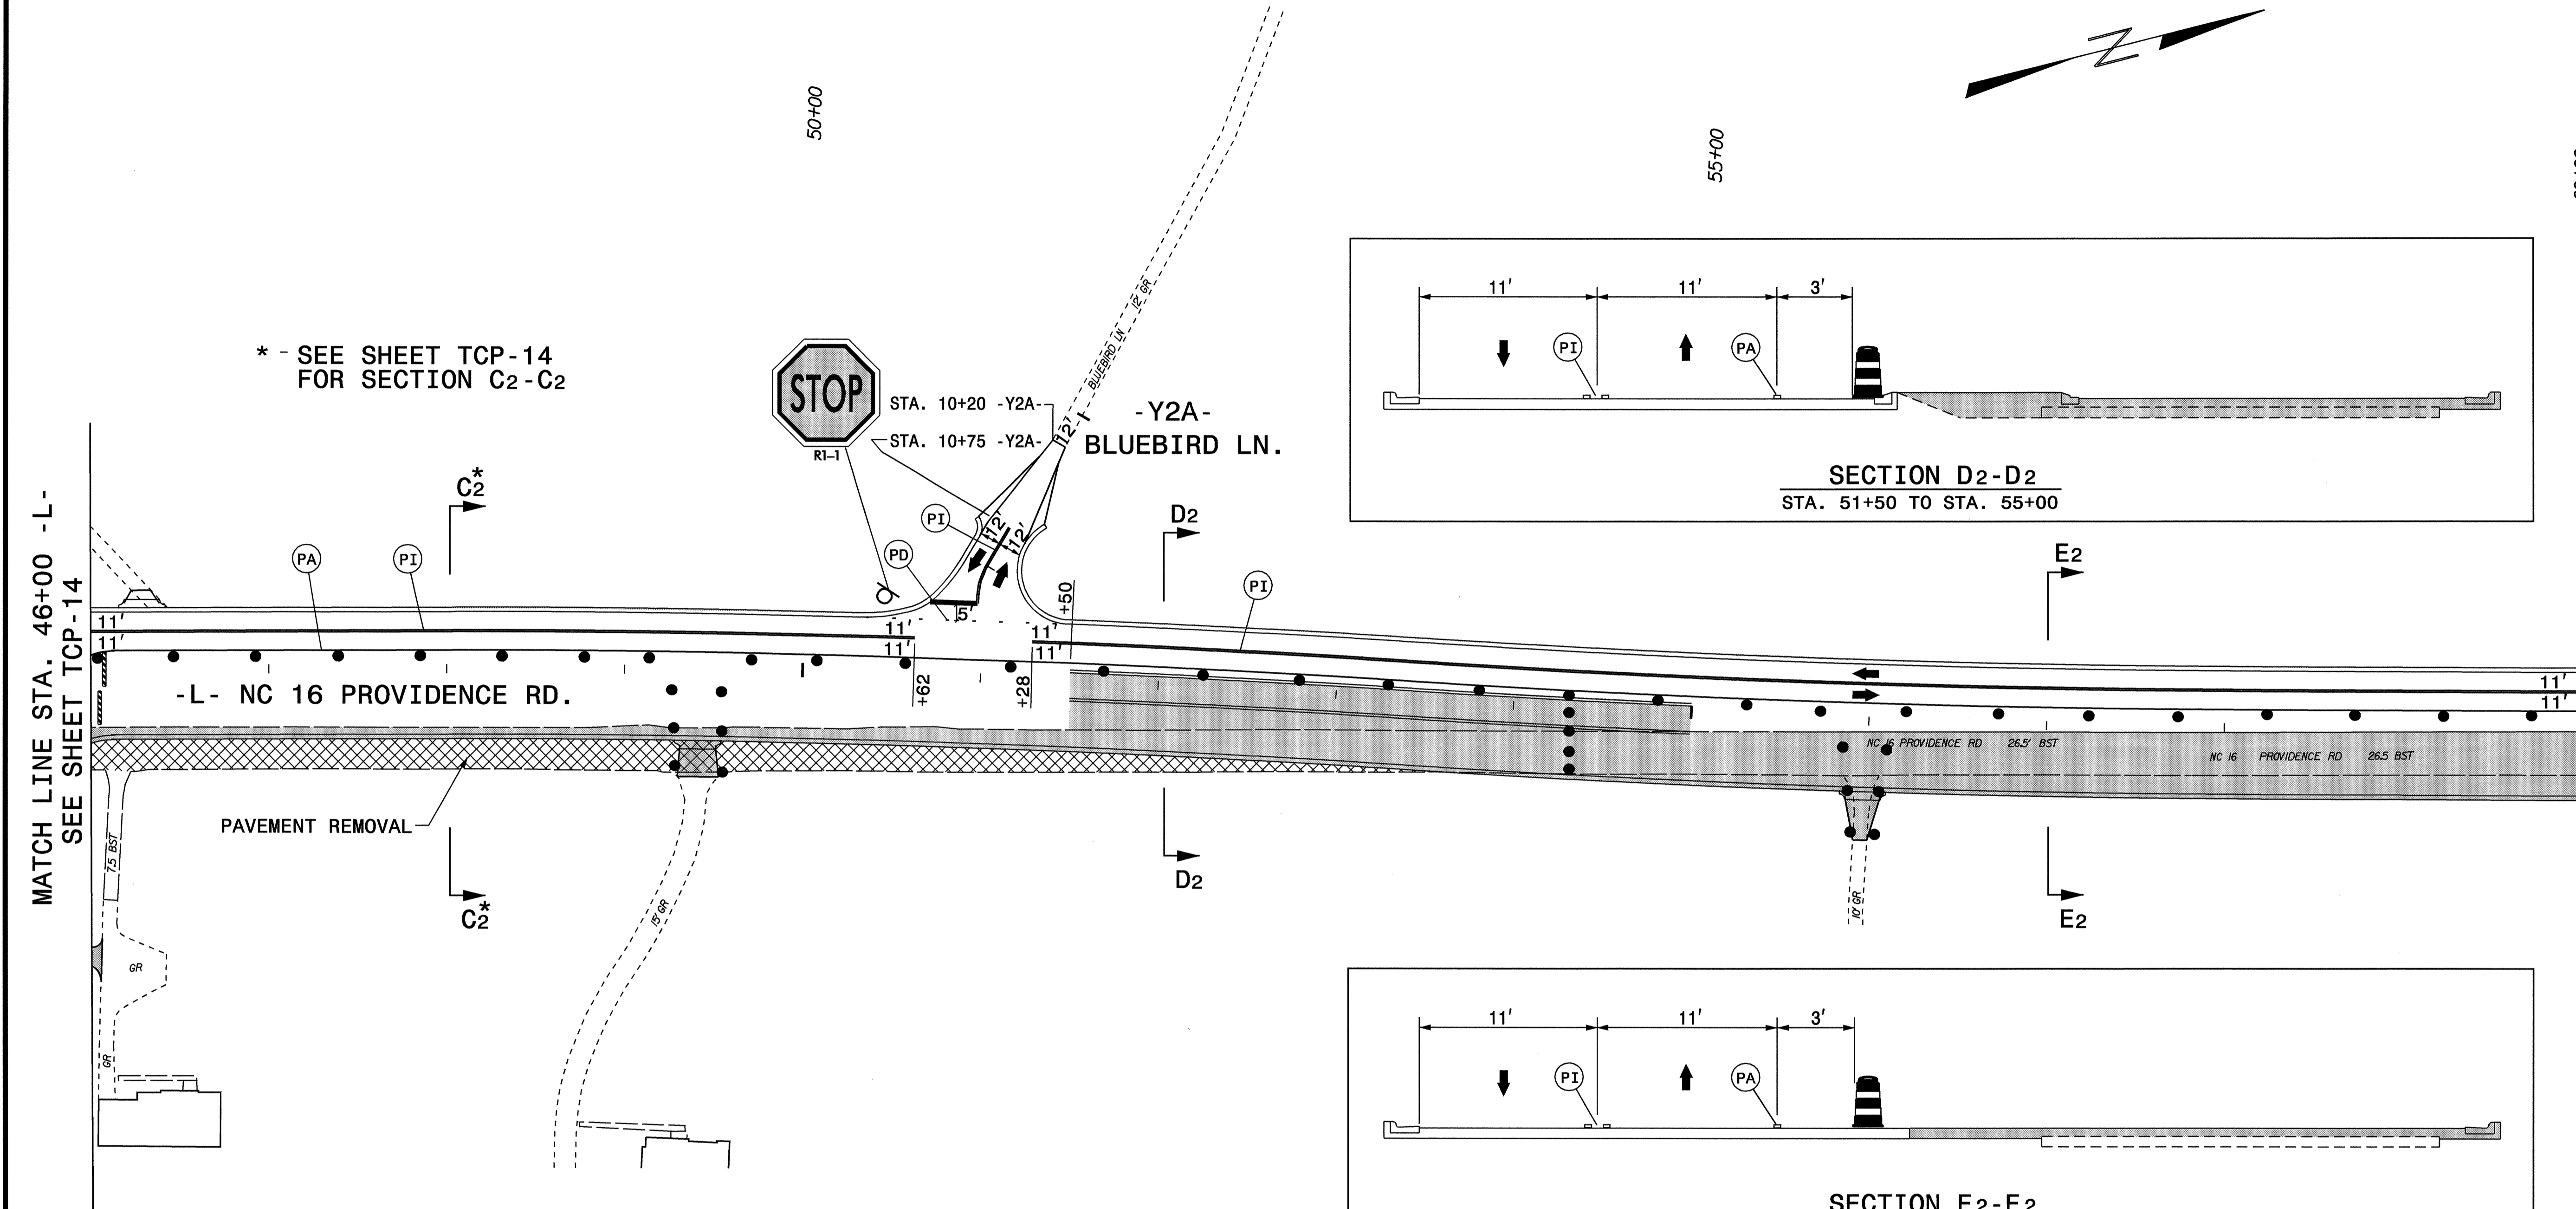 50+00
55+00
N
* - SEE SHEET TCP-14
FOR SECTION C2-C2
STOP
R1-1
STA. 10+20 -Y2A-
STA. 10+75 -Y2A-
BLUEBIRD LN 12' GR
12'
-Y2A-
BLUEBIRD LN.
11' 11' 3'
PI PA
SECTION D2-D2
STA. 51+50 TO STA. 55+00
MATCH LINE STA. 46+00 -L-
SEE SHEET TCP-14
C2*
D2
E2
PA PI
PD
PI
12'
12'
5'
+50
PI
11'
11'
11'
11'
11'
11'
11'
11'
+62
+28
-L- NC 16 PROVIDENCE RD.
NC 16 PROVIDENCE RD 26.5' BST
NC 16 PROVIDENCE RD 26.5 BST
PAVEMENT REMOVAL
7.5 BST
C2*
D2
E2
15' GR
10' GR
GR
GR
11' 11' 3'
PI PA
SECTION E2-E2